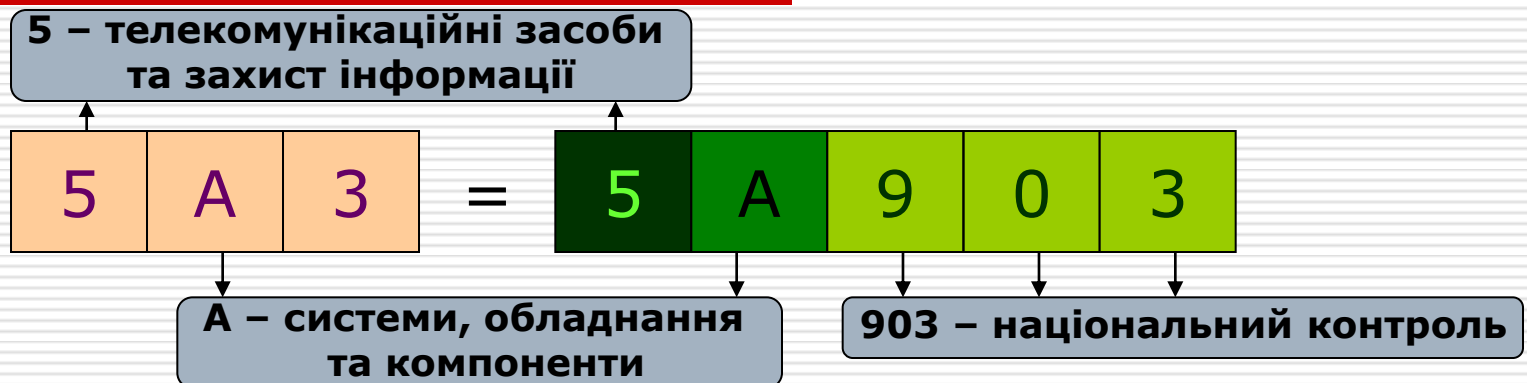 5 – телекомунікаційні засоби
та захист інформації
5 А 3 = 5 А 9 0 3
А – системи, обладнання
та компоненти
903 – національний контроль